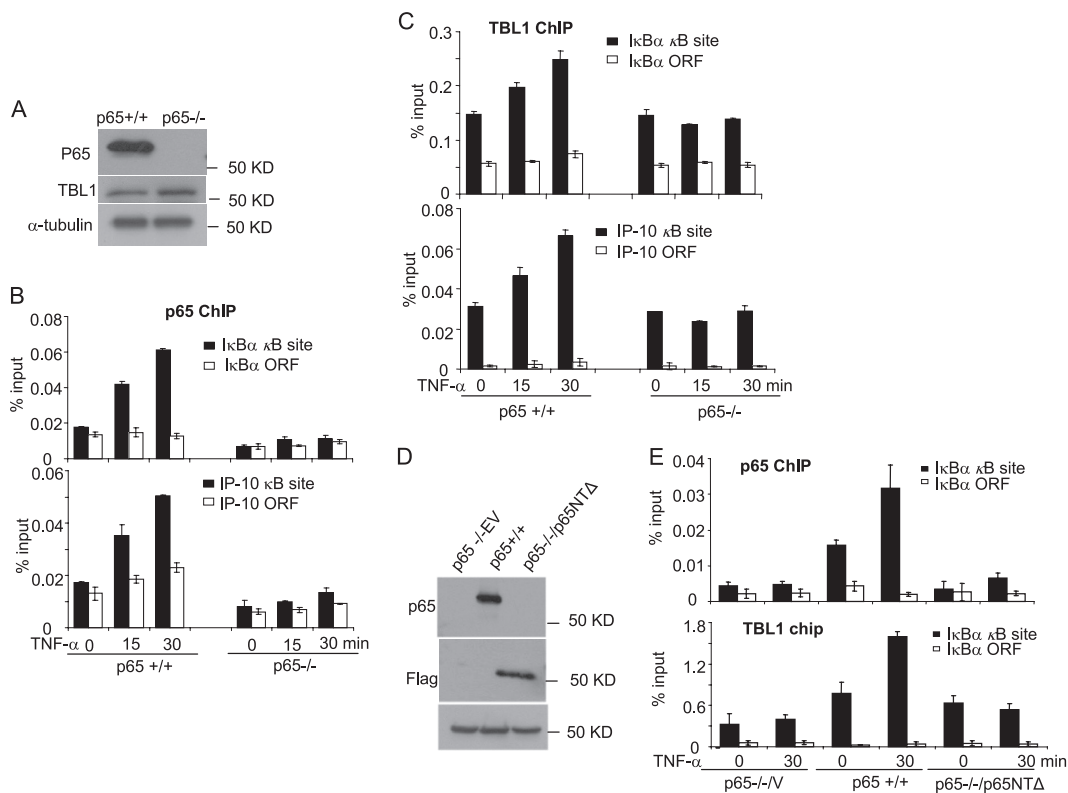 A
p65+/+ p65-/-
P65
50 KD
TBL1
50 KD
α-tubulin
50 KD
B
p65 ChIP
% input
0.08
0.06
0.04
0.02
0
IκBα κB site
IκBα ORF
% input
0.06
0.04
0.02
0
IP-10 κB site
IP-10 ORF
TNF-α 0 15 30 0 15 30 min
p65 +/+ p65-/-
C
TBL1 ChIP
% input
0.3
0.2
0.1
0
IκBα κB site
IκBα ORF
% input
0.08
0.06
0.04
0.02
0
IP-10 κB site
IP-10 ORF
TNF-α 0 15 30 0 15 30 min
p65 +/+ p65-/-
D
p65 -/-EV
p65+/+
p65-/-/p65NTΔ
p65
50 KD
Flag
50 KD
50 KD
E
p65 ChIP
% input
0.04
0.03
0.02
0.01
0
IκBα κB site
IκBα ORF
TBL1 chip
% input
1.8
1.2
0.6
0
IκBα κB site
IκBα ORF
TNF-α 0 30 0 30 0 30 min
p65-/-/V p65 +/+ p65-/-/p65NTΔ